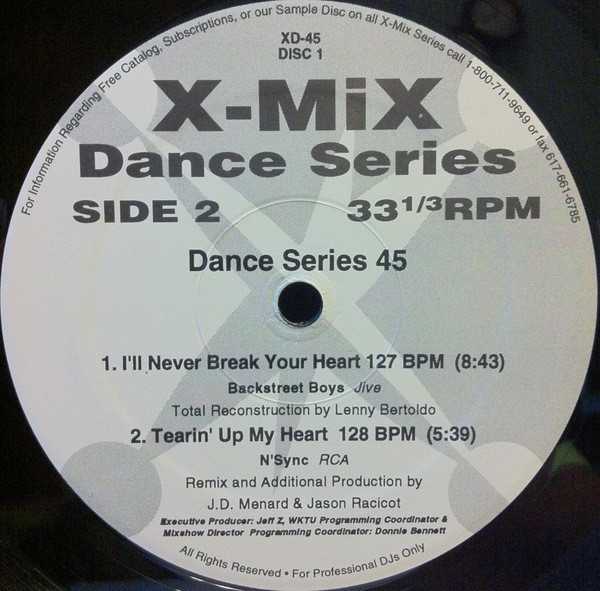 For Information Regarding Free Catalog, Subscriptions, or our Sample Disc on all X-Mix Series call 1-800-711-9649 or fax 617-661-6785
XD-45
DISC 1
X-MiX
Dance Series
SIDE 2 33 1/3 RPM
Dance Series 45
1. I'll Never Break Your Heart 127 BPM (8:43)
Backstreet Boys Jive
Total Reconstruction by Lenny Bertoldo
2. Tearin' Up My Heart 128 BPM (5:39)
N'Sync RCA
Remix and Additional Production by
J.D. Menard & Jason Racicot
Executive Producer: Jeff Z, WKTU Programming Coordinator &
Mixshow Director Programming Coordinator: Donnie Bennett
All Rights Reserved • For Professional DJs Only